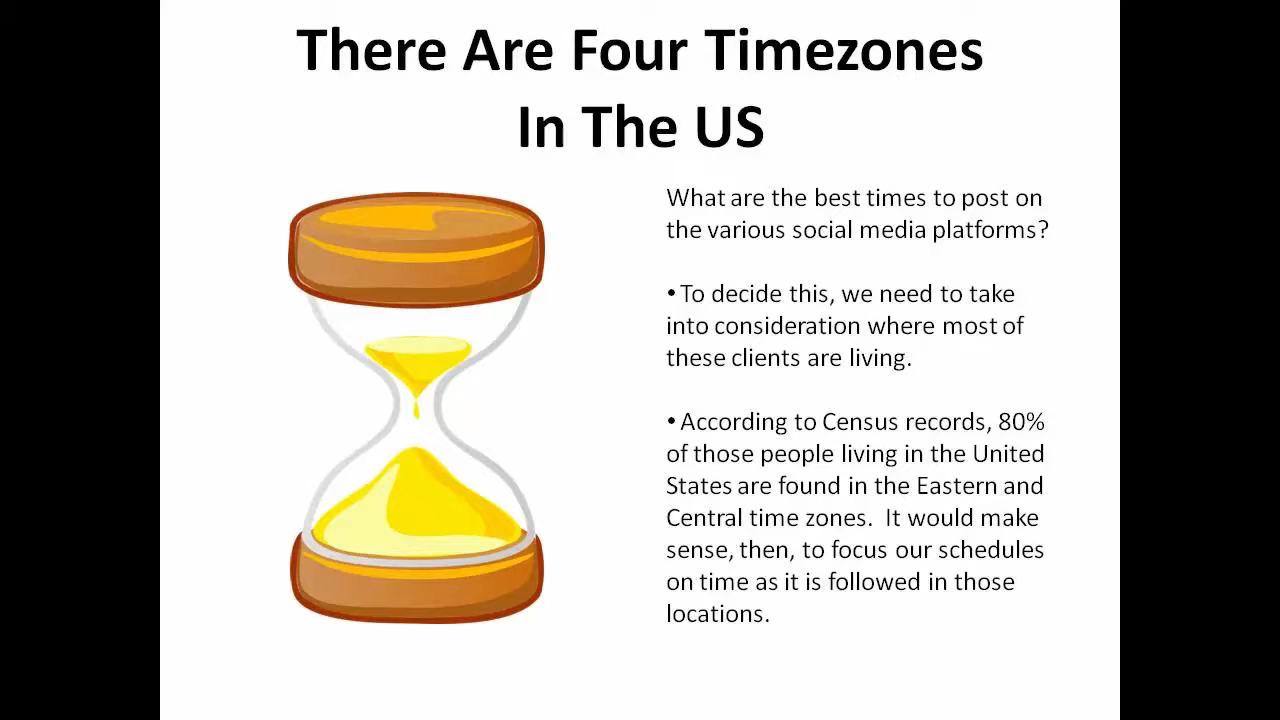 There Are Four Timezones
In The US
What are the best times to post on
the various social media platforms?
• To decide this, we need to take
into consideration where most of
these clients are living.
• According to Census records, 80%
of those people living in the United
States are found in the Eastern and
Central time zones.  It would make
sense, then, to focus our schedules
on time as it is followed in those
locations.